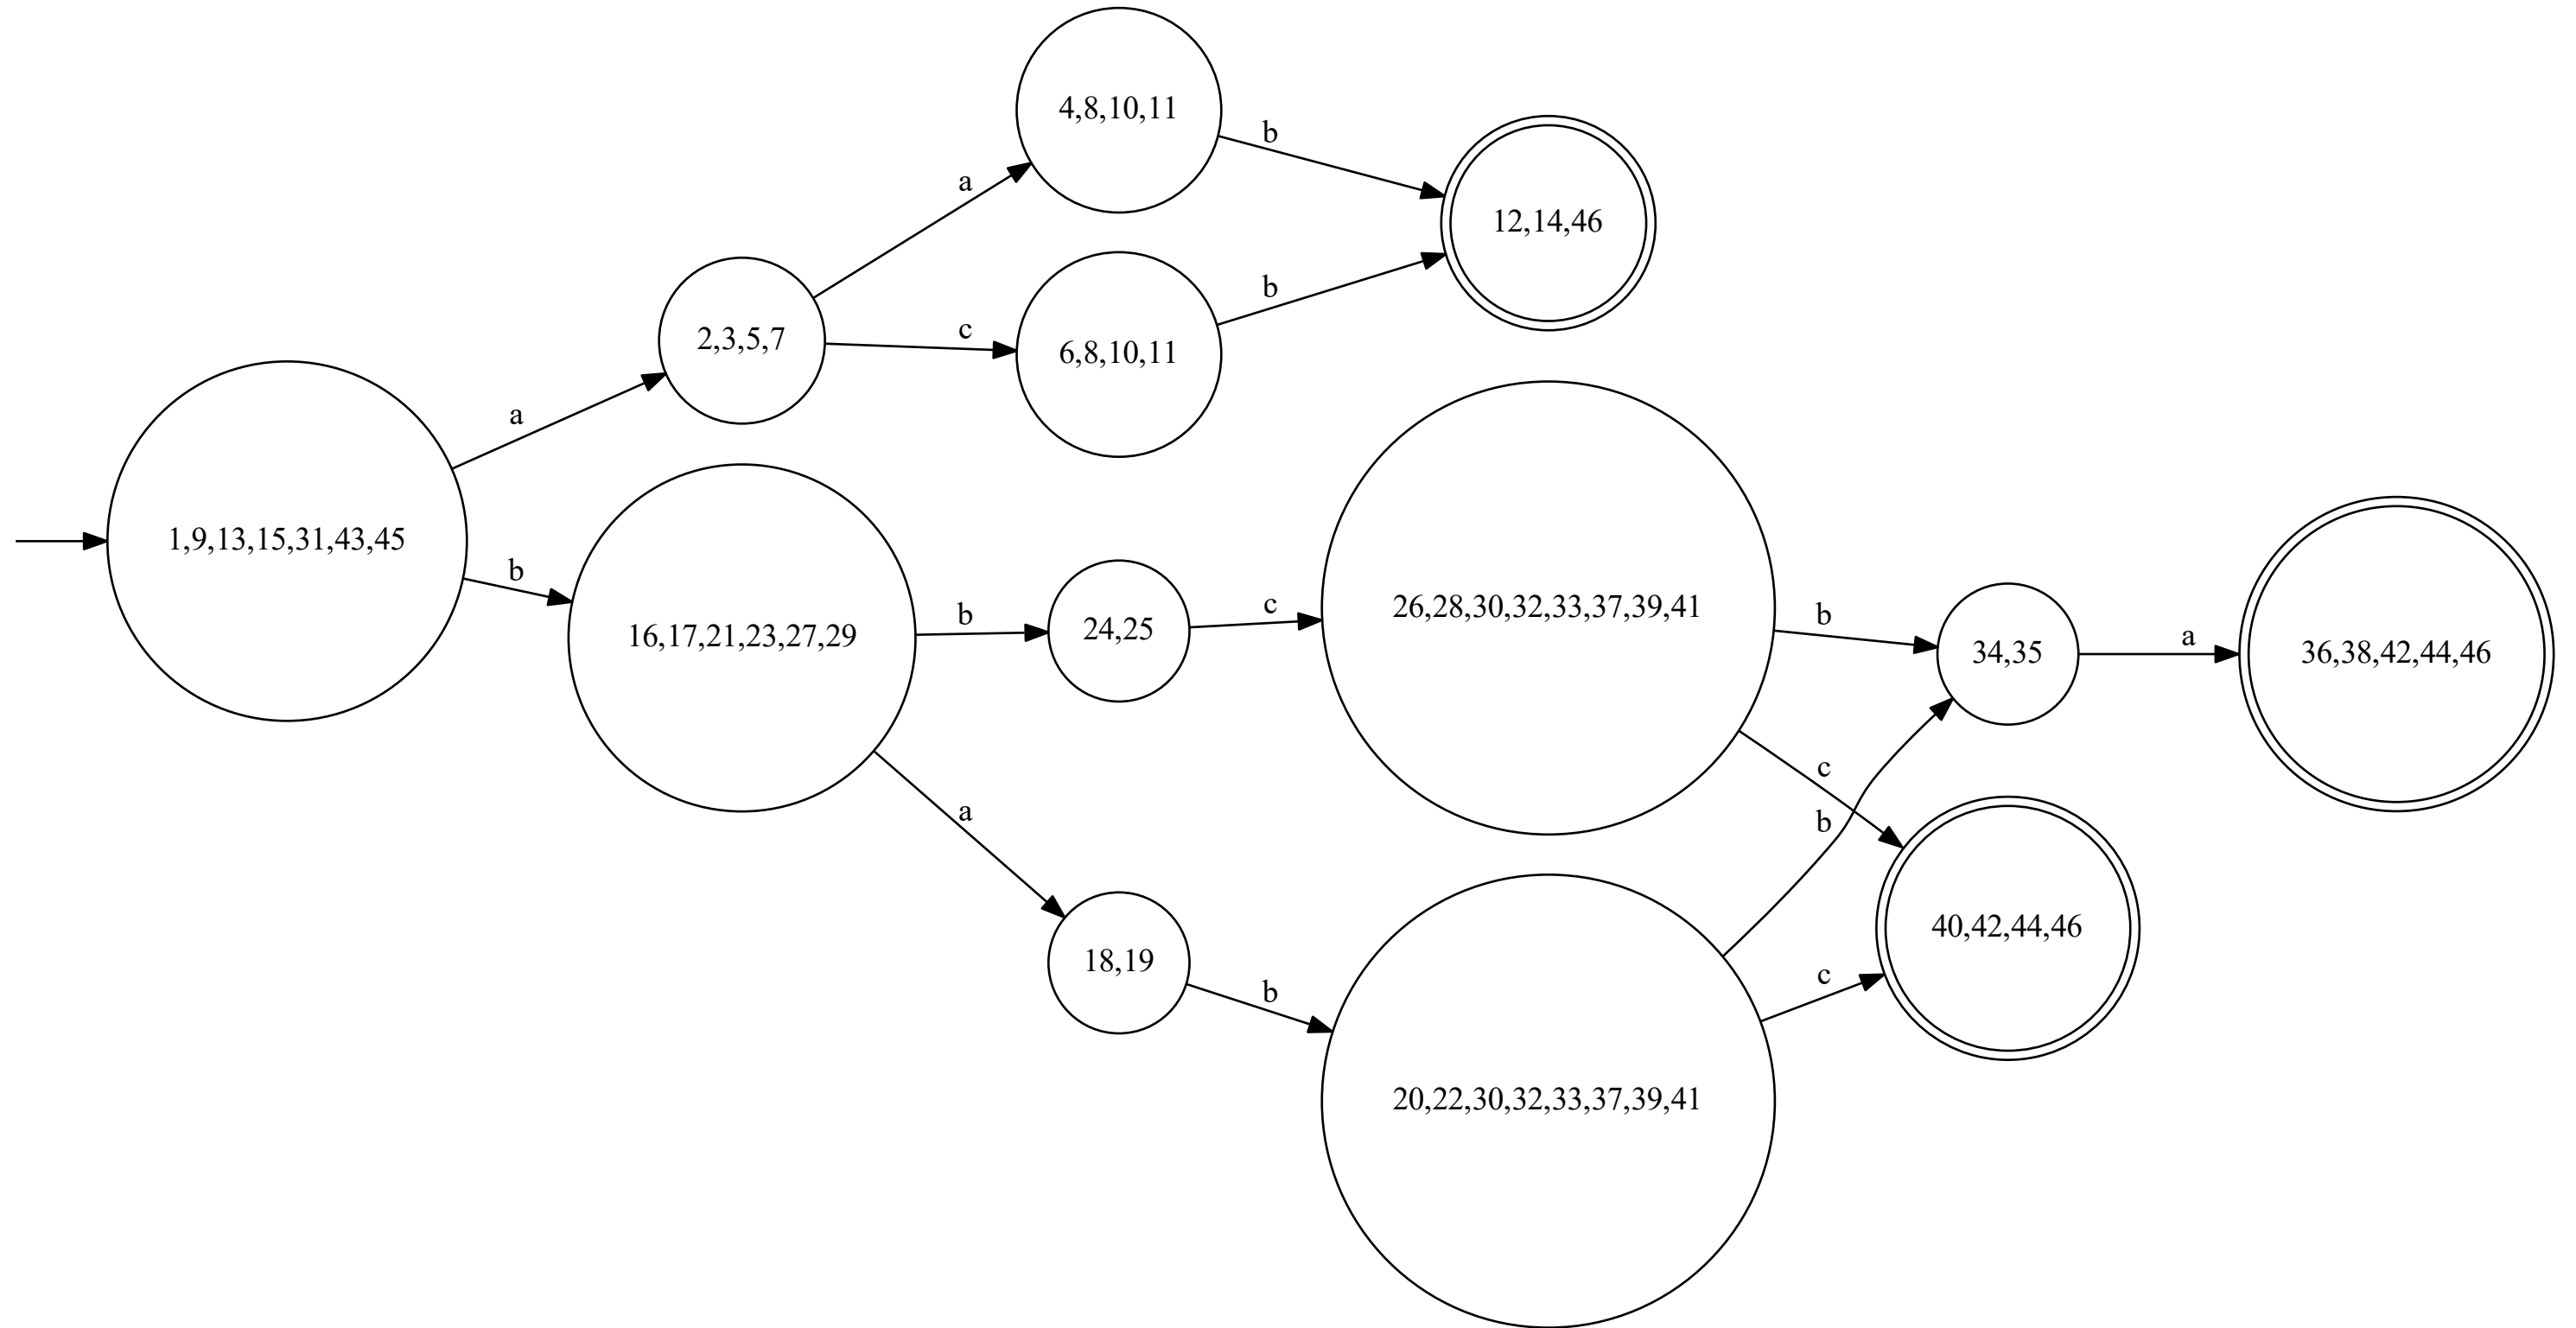 4,8,10,11
b
12,14,46
a
2,3,5,7
c
6,8,10,11
b
a
1,9,13,15,31,43,45
b
16,17,21,23,27,29
b
24,25
c
26,28,30,32,33,37,39,41
b
34,35
a
36,38,42,44,46
c
b
a
40,42,44,46
18,19
b
c
20,22,30,32,33,37,39,41